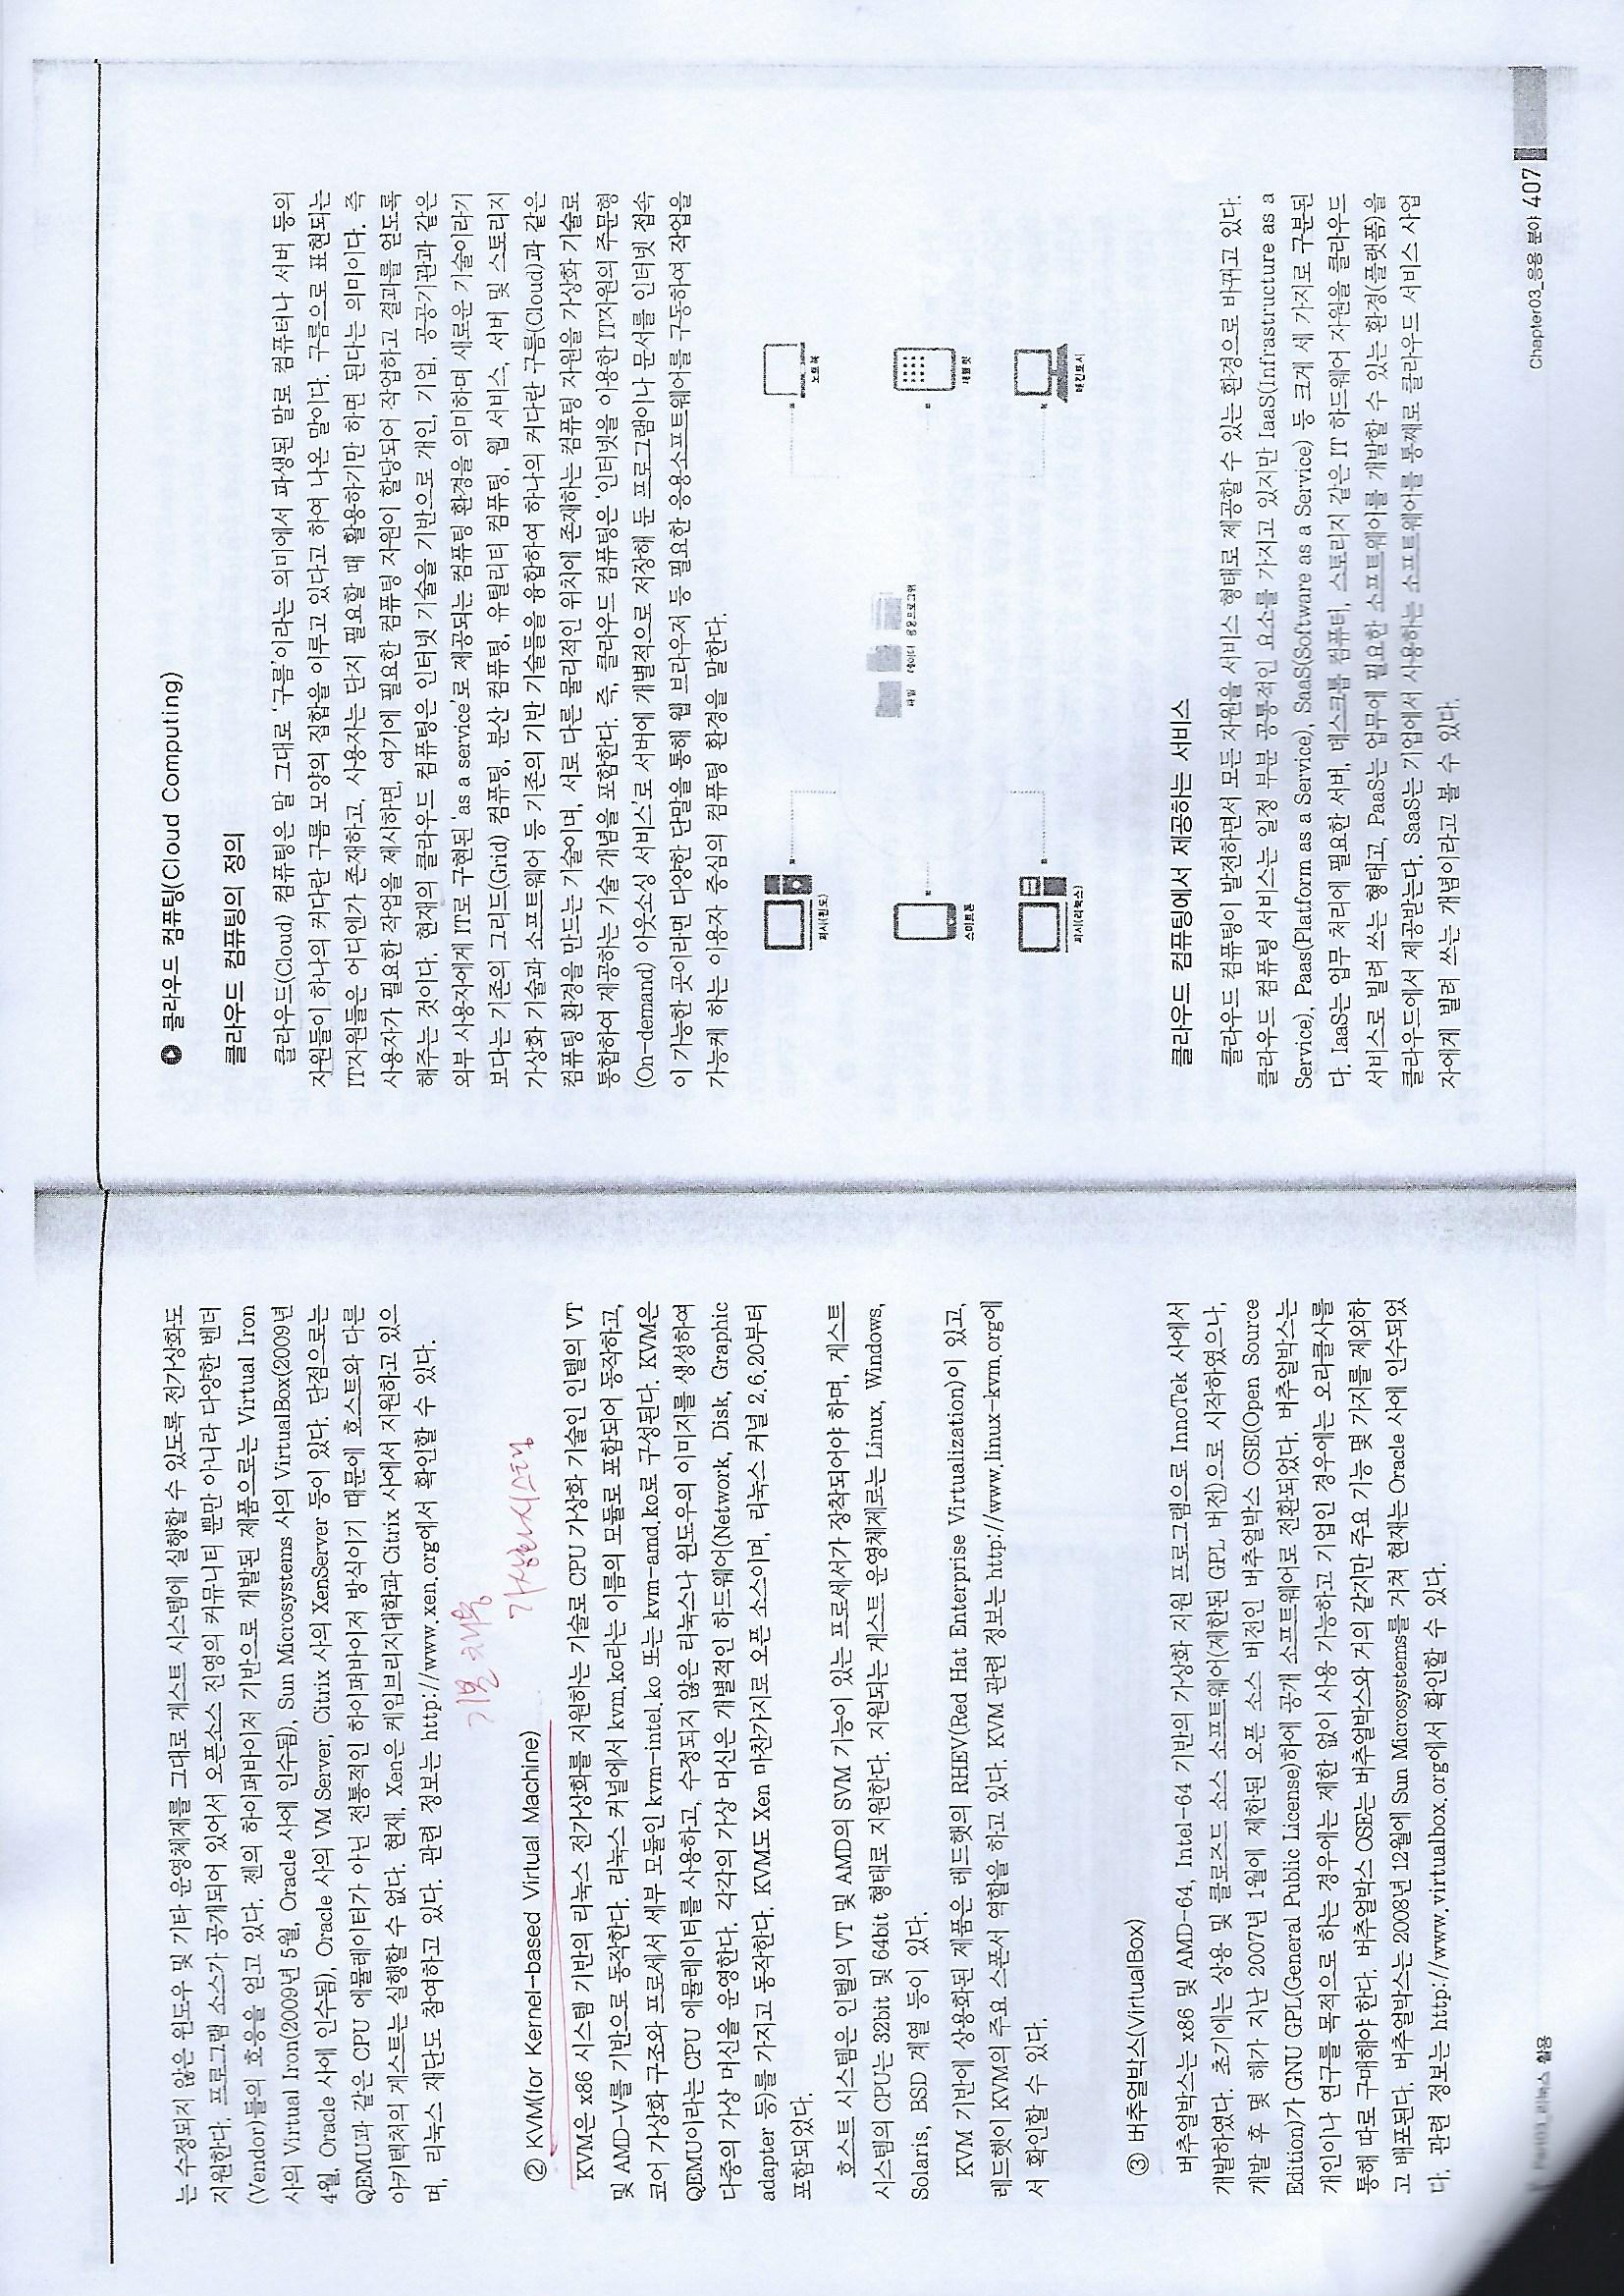 는 수정되지 않은 윈도우 및 기타 운영체제를 그대로 게스트 시스템에 실행할 수 있도록 전가상화도
지원한다. 프로그램 소스가 공개되어 있어서 오픈소스 진영의 커뮤니티 뿐만 아니라 다양한 벤더
(Vendor)들의 호응을 얻고 있다. 젠의 하이퍼바이저 기반으로 개발된 제품으로는 Virtual Iron
사의 Virtual Iron(2009년 5월, Oracle 사에 인수됨), Sun Microsystems 사의 VirtualBox(2009년
4월, Oracle 사에 인수됨), Oracle 사의 VM Server, Citrix 사의 XenServer 등이 있다. 단점으로는
QEMU과 같은 CPU 에뮬레이터가 아닌 전통적인 하이퍼바이저 방식이기 때문에 호스트와 다른
아키텍처의 게스트는 실행할 수 없다. 현재, Xen은 케임브리지대학과 Citrix 사에서 지원하고 있으
며, 리눅스 재단도 참여하고 있다. 관련 정보는 http://www.xen.org에서 확인할 수 있다.
기본 채용
가상화시스템
② KVM(for Kernel-based Virtual Machine)
KVM은 x86 시스템 기반의 리눅스 전가상화를 지원하는 기술로 CPU 가상화 기술인 인텔의 VT
및 AMD-V를 기반으로 동작한다. 리눅스 커널에서 kvm.ko라는 이름의 모듈로 포함되어 동작하고,
코어 가상화 구조와 프로세서 세부 모듈인 kvm-intel.ko 또는 kvm-amd.ko로 구성된다. KVM은
QEMU이라는 CPU 에뮬레이터를 사용하고, 수정되지 않은 리눅스나 윈도우의 이미지를 생성하여
다중의 가상 머신을 운영한다. 각각의 가상 머신은 개별적인 하드웨어(Network, Disk, Graphic
adapter 등)를 가지고 동작한다. KVM도 Xen 마찬가지로 오픈 소스이며, 리눅스 커널 2.6.20부터
포함되었다.
호스트 시스템은 인텔의 VT 및 AMD의 SVM 기능이 있는 프로세서가 장착되어야 하며, 게스트
시스템의 CPU는 32bit 및 64bit 형태로 지원한다. 지원되는 게스트 운영체제로는 Linux, Windows,
Solaris, BSD 계열 등이 있다.
KVM 기반에 상용화된 제품은 레드햇의 RHEV(Red Hat Enterprise Virtualization)이 있고,
레드햇이 KVM의 주요 스폰서 역할을 하고 있다. KVM 관련 정보는 http://www.linux-kvm.org에
서 확인할 수 있다.
③ 버추얼박스(VirtualBox)
버추얼박스는 x86 및 AMD-64, Intel-64 기반의 가상화 지원 프로그램으로 InnoTek 사에서
개발하였다. 초기에는 상용 및 클로즈드 소스 소프트웨어(제한된 GPL 버전)으로 시작하였으나,
개발 후 몇 해가 지난 2007년 1월에 제한된 오픈 소스 버전인 버추얼박스 OSE(Open Source
Edition)가 GNU GPL(General Public License)하에 공개 소프트웨어로 전환되었다. 버추얼박스는
개인이나 연구를 목적으로 하는 경우에는 제한 없이 사용 가능하고 기업인 경우에는 오라클사를
통해 따로 구매해야 한다. 버추얼박스 OSE는 버추얼박스와 거의 같지만 주요 기능 몇 가지를 제외하
고 배포된다. 버추얼박스는 2008년 12월에 Sun Microsystems를 거쳐 현재는 Oracle 사에 인수되었
다. 관련 정보는 http://www.virtualbox.org에서 확인할 수 있다.
Part03_리눅스 활용
클라우드 컴퓨팅(Cloud Computing)
클라우드 컴퓨팅의 정의
클라우드(Cloud) 컴퓨팅은 말 그대로 '구름'이라는 의미에서 파생된 말로 컴퓨터나 서버 등의
자원들이 하나의 커다란 구름 모양의 집합을 이루고 있다고 하여 나온 말이다. 구름으로 표현되는
IT자원들은 어디엔가 존재하고, 사용자는 단지 필요할 때 활용하기만 하면 된다는 의미이다. 즉
사용자가 필요한 작업을 제시하면, 여기에 필요한 컴퓨팅 자원이 할당되어 작업하고 결과를 얻도록
해주는 것이다. 현재의 클라우드 컴퓨팅은 인터넷 기술을 기반으로 개인, 기업, 공공기관과 같은
외부 사용자에게 IT로 구현된 'as a service'로 제공되는 컴퓨팅 환경을 의미하며 새로운 기술이라기
보다는 기존의 그리드(Grid) 컴퓨팅, 분산 컴퓨팅, 유틸리티 컴퓨팅, 웹 서비스, 서버 및 스토리지
가상화 기술과 소프트웨어 등 기존의 기반 기술들을 융합하여 하나의 커다란 구름(Cloud)과 같은
컴퓨팅 환경을 만드는 기술이며, 서로 다른 물리적인 위치에 존재하는 컴퓨팅 자원을 가상화 기술로
통합하여 제공하는 기술 개념을 포함한다. 즉, 클라우드 컴퓨팅은 '인터넷을 이용한 IT자원의 주문형
(On-demand) 아웃소싱 서비스'로 서버에 개별적으로 저장해 둔 프로그램이나 문서를 인터넷 접속
이 가능한 곳이라면 다양한 단말을 통해 웹 브라우저 등 필요한 응용소프트웨어를 구동하여 작업을
가능케 하는 이용자 중심의 컴퓨팅 환경을 말한다.
피시(윈도)
노트북
파일 데이터 응용프로그램
스마트폰
태블릿
피시(리눅스)
매킨토시
클라우드 컴퓨팅에서 제공하는 서비스
클라우드 컴퓨팅이 발전하면서 모든 자원을 서비스 형태로 제공할 수 있는 환경으로 바뀌고 있다.
클라우드 컴퓨팅 서비스는 일정 부분 공통적인 요소를 가지고 있지만 IaaS(Infrastructure as a
Service), Paas(Platform as a Service), SaaS(Software as a Service) 등 크게 세 가지로 구분된
다. IaaS는 업무 처리에 필요한 서버, 데스크톱 컴퓨터, 스토리지 같은 IT 하드웨어 자원을 클라우드
서비스로 빌려 쓰는 형태고, PaaS는 업무에 필요한 소프트웨어를 개발할 수 있는 환경(플랫폼)을
클라우드에서 제공받는다. SaaS는 기업에서 사용하는 소프트웨어를 통째로 클라우드 서비스 사업
자에게 빌려 쓰는 개념이라고 볼 수 있다.
Chapter03_응용 분야 407